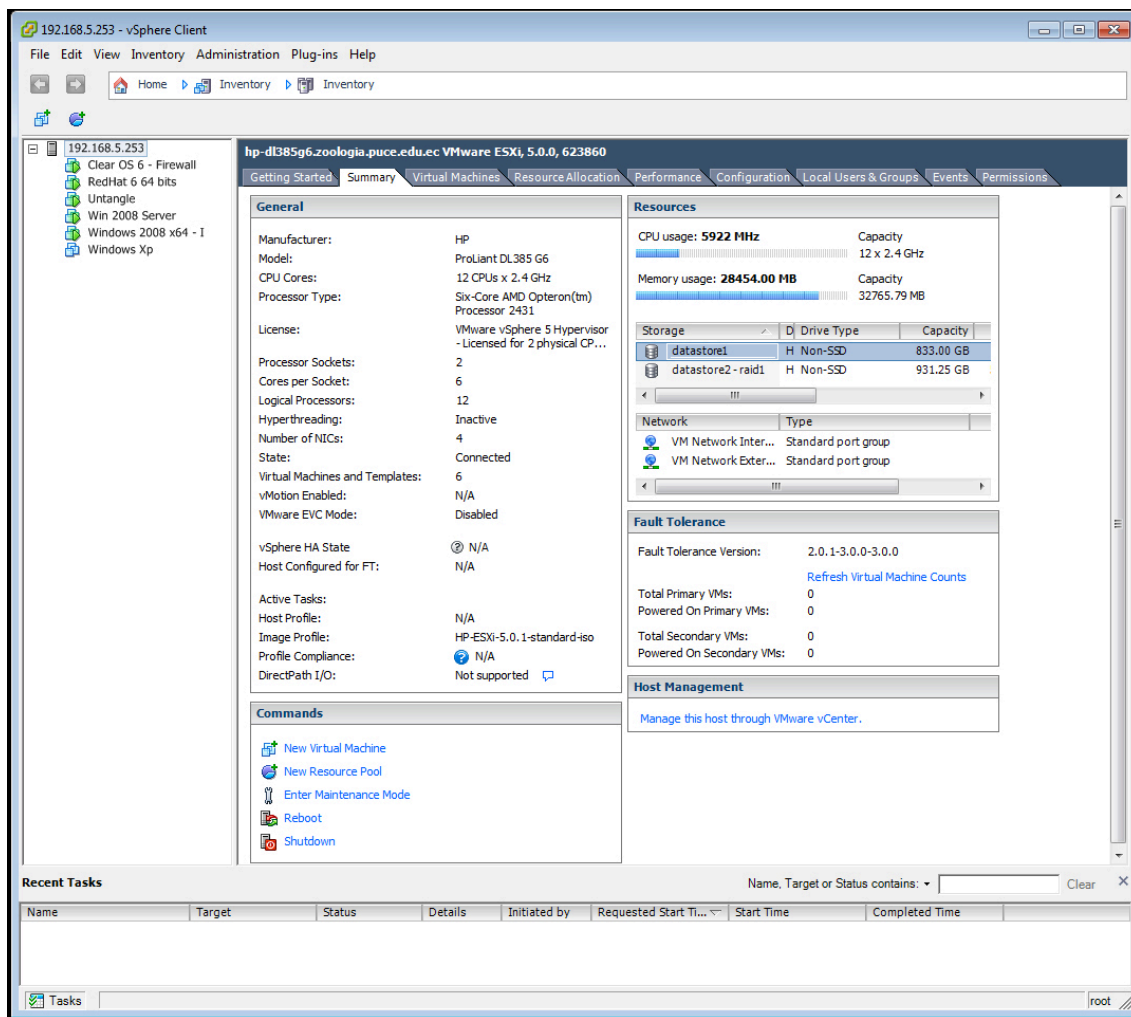 192.168.5.253 - vSphere Client
File Edit View Inventory Administration Plug-ins Help
Home Inventory Inventory
192.168.5.253
Clear OS 6 - Firewall
RedHat 6 64 bits
Untangle
Win 2008 Server
Windows 2008 x64 - I
Windows Xp
hp-dl385g6.zoologia.puce.edu.ec VMware ESXi, 5.0.0, 623860
Getting Started Summary Virtual Machines Resource Allocation Performance Configuration Local Users & Groups Events Permissions
General
Manufacturer: HP
Model: ProLiant DL385 G6
CPU Cores: 12 CPUs x 2.4 GHz
Processor Type: Six-Core AMD Opteron(tm)
Processor 2431
License: VMware vSphere 5 Hypervisor
- Licensed for 2 physical CP...
Processor Sockets: 2
Cores per Socket: 6
Logical Processors: 12
Hyperthreading: Inactive
Number of NICs: 4
State: Connected
Virtual Machines and Templates: 6
vMotion Enabled: N/A
VMware EVC Mode: Disabled
vSphere HA State N/A
Host Configured for FT: N/A
Active Tasks:
Host Profile: N/A
Image Profile: HP-ESXi-5.0.1-standard-iso
Profile Compliance: N/A
DirectPath I/O: Not supported
Commands
New Virtual Machine
New Resource Pool
Enter Maintenance Mode
Reboot
Shutdown
Resources
CPU usage: 5922 MHz Capacity
12 x 2.4 GHz
Memory usage: 28454.00 MB Capacity
32765.79 MB
Storage D Drive Type Capacity
datastore1 H Non-SSD 833.00 GB
datastore2 - raid1 H Non-SSD 931.25 GB
Network Type
VM Network Inter... Standard port group
VM Network Exter... Standard port group
Fault Tolerance
Fault Tolerance Version: 2.0.1-3.0.0-3.0.0
Refresh Virtual Machine Counts
Total Primary VMs: 0
Powered On Primary VMs: 0
Total Secondary VMs: 0
Powered On Secondary VMs: 0
Host Management
Manage this host through VMware vCenter.
Recent Tasks Name, Target or Status contains: Clear
Name Target Status Details Initiated by Requested Start Ti... Start Time Completed Time
Tasks root